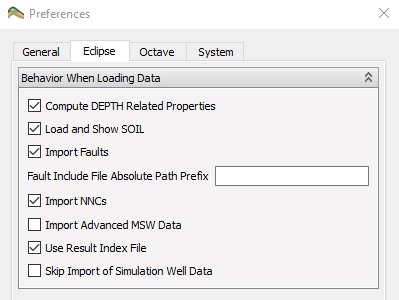 Preferences
General Eclipse Octave System
Behavior When Loading Data
Compute DEPTH Related Properties
Load and Show SOIL
Import Faults
Fault Include File Absolute Path Prefix
Import NNCs
Import Advanced MSW Data
Use Result Index File
Skip Import of Simulation Well Data